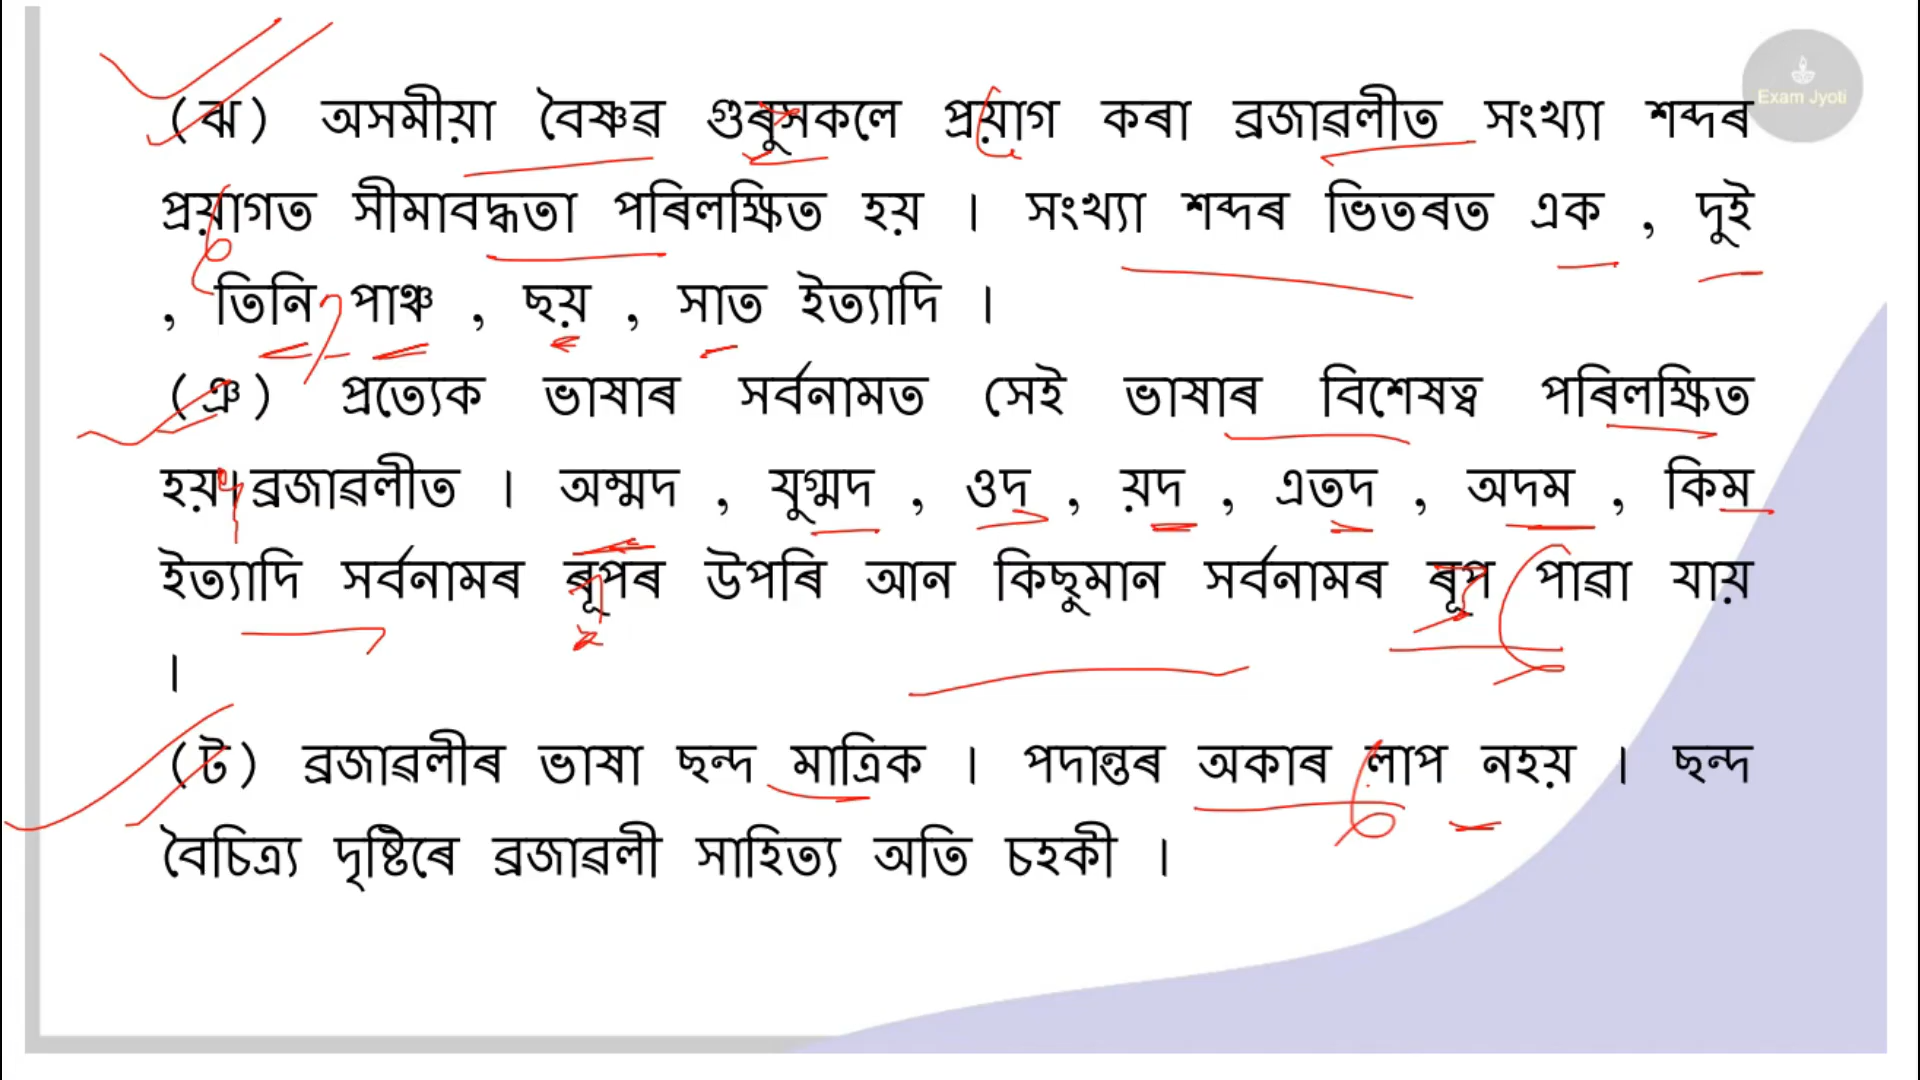 Exam Jyoti
(ঝ) অসমীয়া বৈষ্ণৱ গুৰুসকলে প্ৰয়াগ কৰা ব্ৰজাৱলীত সংখ্যা শব্দৰ
প্ৰয়াগত সীমাবদ্ধতা পৰিলক্ষিত হয় । সংখ্যা শব্দৰ ভিতৰত এক , দুই
, তিনি পাঞ্চ , ছয় , সাত ইত্যাদি ।
(ঞ) প্ৰত্যেক ভাষাৰ সৰ্বনামত সেই ভাষাৰ বিশেষত্ব পৰিলক্ষিত
হয়। ব্ৰজাৱলীত । অম্মদ , যুগ্মদ , ওদ , য়দ , এতদ , অদম , কিম
ইত্যাদি সৰ্বনামৰ ৰূপৰ উপৰি আন কিছুমান সৰ্বনামৰ ৰূপ পাৱা যায়
।
(ট) ব্ৰজাৱলীৰ ভাষা ছন্দ মাত্ৰিক । পদান্তৰ অকাৰ লাপ নহয় । ছন্দ
বৈচিত্ৰ্য দৃষ্টিৰে ব্ৰজাৱলী সাহিত্য অতি চহকী ।